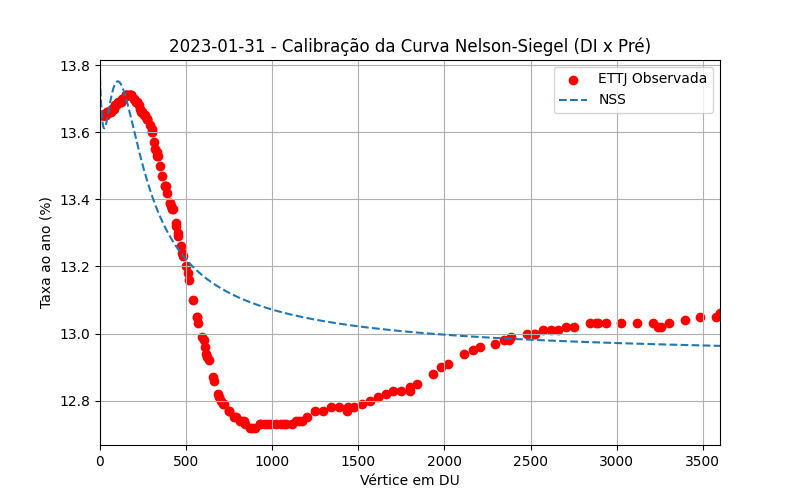 2023-01-31 - Calibração da Curva Nelson-Siegel (DI x Pré)
13.8
13.6
13.4
13.2
13.0
12.8
Taxa ao ano (%)
ETTJ Observada
NSS
0
500
1000
1500
2000
2500
3000
3500
Vértice em DU